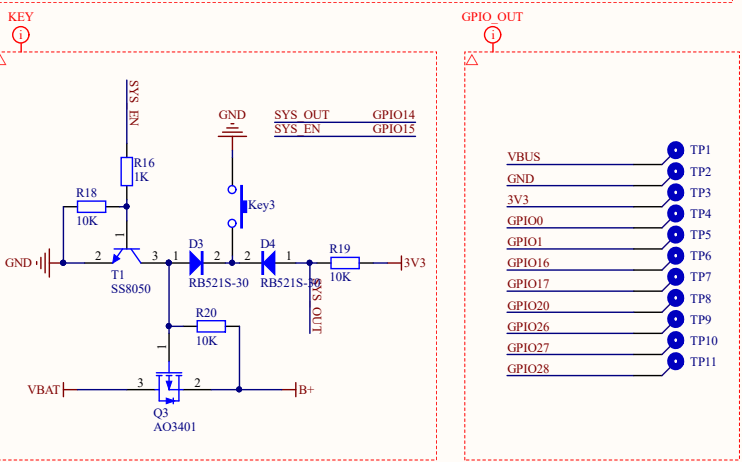 KEY
GPIO_OUT
i
i
SYS_EN
GND
SYS_OUT GPIO14
SYS_EN GPIO15
R16
1K
R18
10K
Key3
1
GND
2
3
T1
SS8050
D3
1 2
RB521S-30
D4
2 1
RB521S-30
SYS_OUT
R19
10K
3V3
R20
10K
1
VBAT
3
2
B+
Q3
AO3401
VBUS TP1
GND TP2
3V3 TP3
GPIO0 TP4
GPIO1 TP5
GPIO16 TP6
GPIO17 TP7
GPIO20 TP8
GPIO26 TP9
GPIO27 TP10
GPIO28 TP11